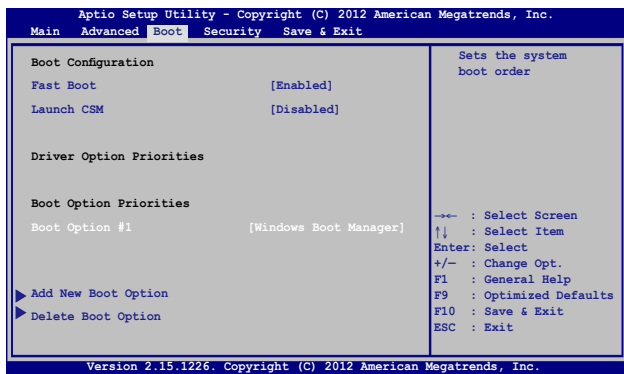 Aptio Setup Utility - Copyright (C) 2012 American Megatrends, Inc.
Main Advanced Boot Security Save & Exit
Boot Configuration
Fast Boot [Enabled]
Launch CSM [Disabled]
Driver Option Priorities
Boot Option Priorities
Boot Option #1 [Windows Boot Manager]
Add New Boot Option
Delete Boot Option
Sets the system
boot order
→← : Select Screen
↑↓ : Select Item
Enter: Select
+/— : Change Opt.
F1 : General Help
F9 : Optimized Defaults
F10 : Save & Exit
ESC : Exit
Version 2.15.1226. Copyright (C) 2012 American Megatrends, Inc.